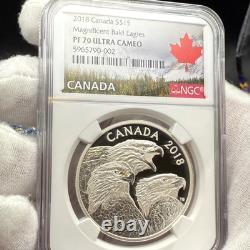 2018 Canada S$15
Magnificent Bald Eagles
PF 70 ULTRA CAMEO
5965790-002
CANADA
NGC
CANADA 2018